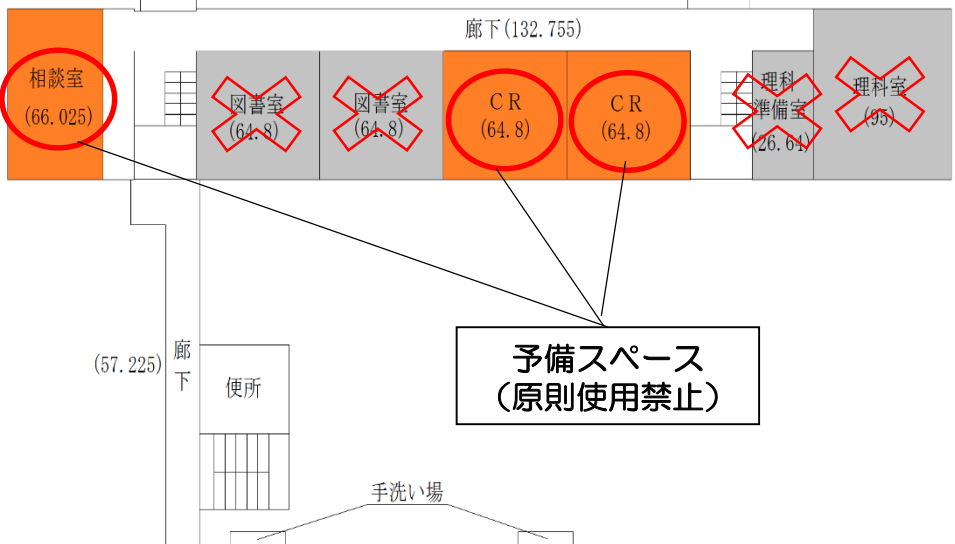 廊下(132.755)
相談室
(66.025)
図書室
(64.8)
図書室
(64.8)
ＣＲ
(64.8)
ＣＲ
(64.8)
理科
準備室
(26.64)
理科室
(95)
予備スペース
（原則使用禁止）
(57.225)
廊
下
便所
手洗い場